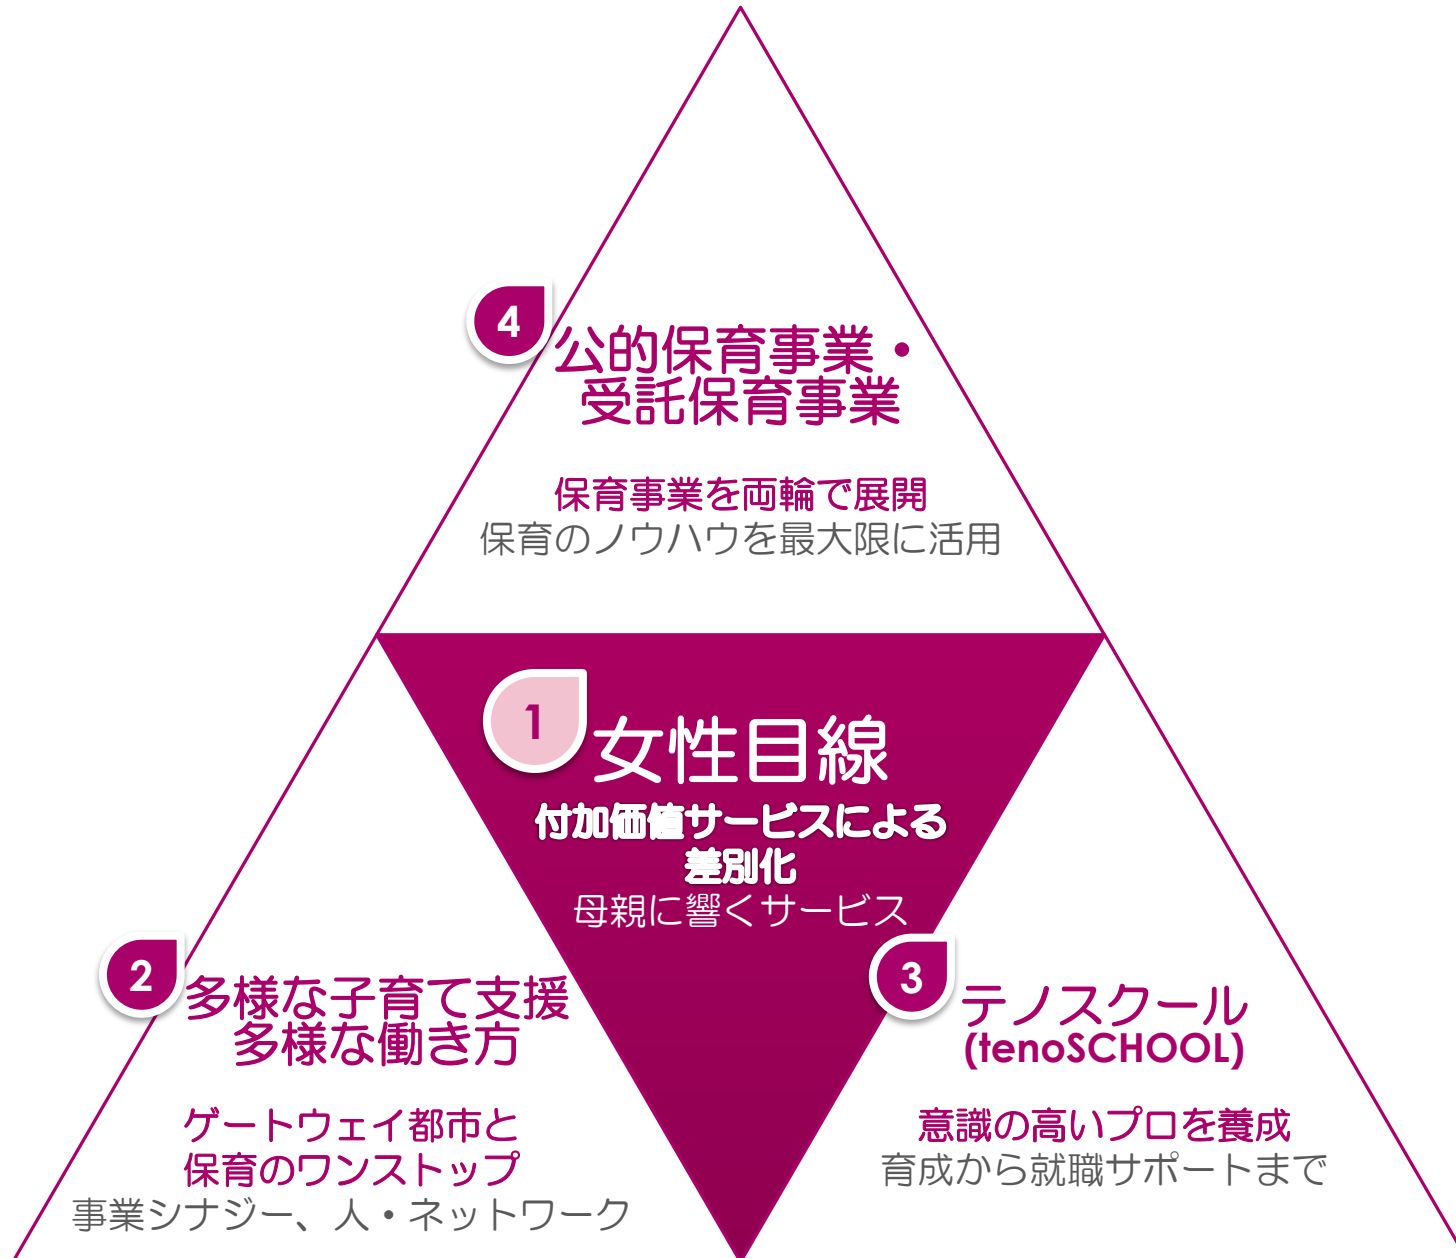 4
公的保育事業・
受託保育事業
保育事業を両輪で展開
保育のノウハウを最大限に活用
1
女性目線
付加価値サービスによる
差別化
母親に響くサービス
2
多様な子育て支援
多様な働き方
ゲートウェイ都市と
保育のワンストップ
事業シナジー、人・ネットワーク
3
テノスクール
(tenoSCHOOL)
意識の高いプロを養成
育成から就職サポートまで